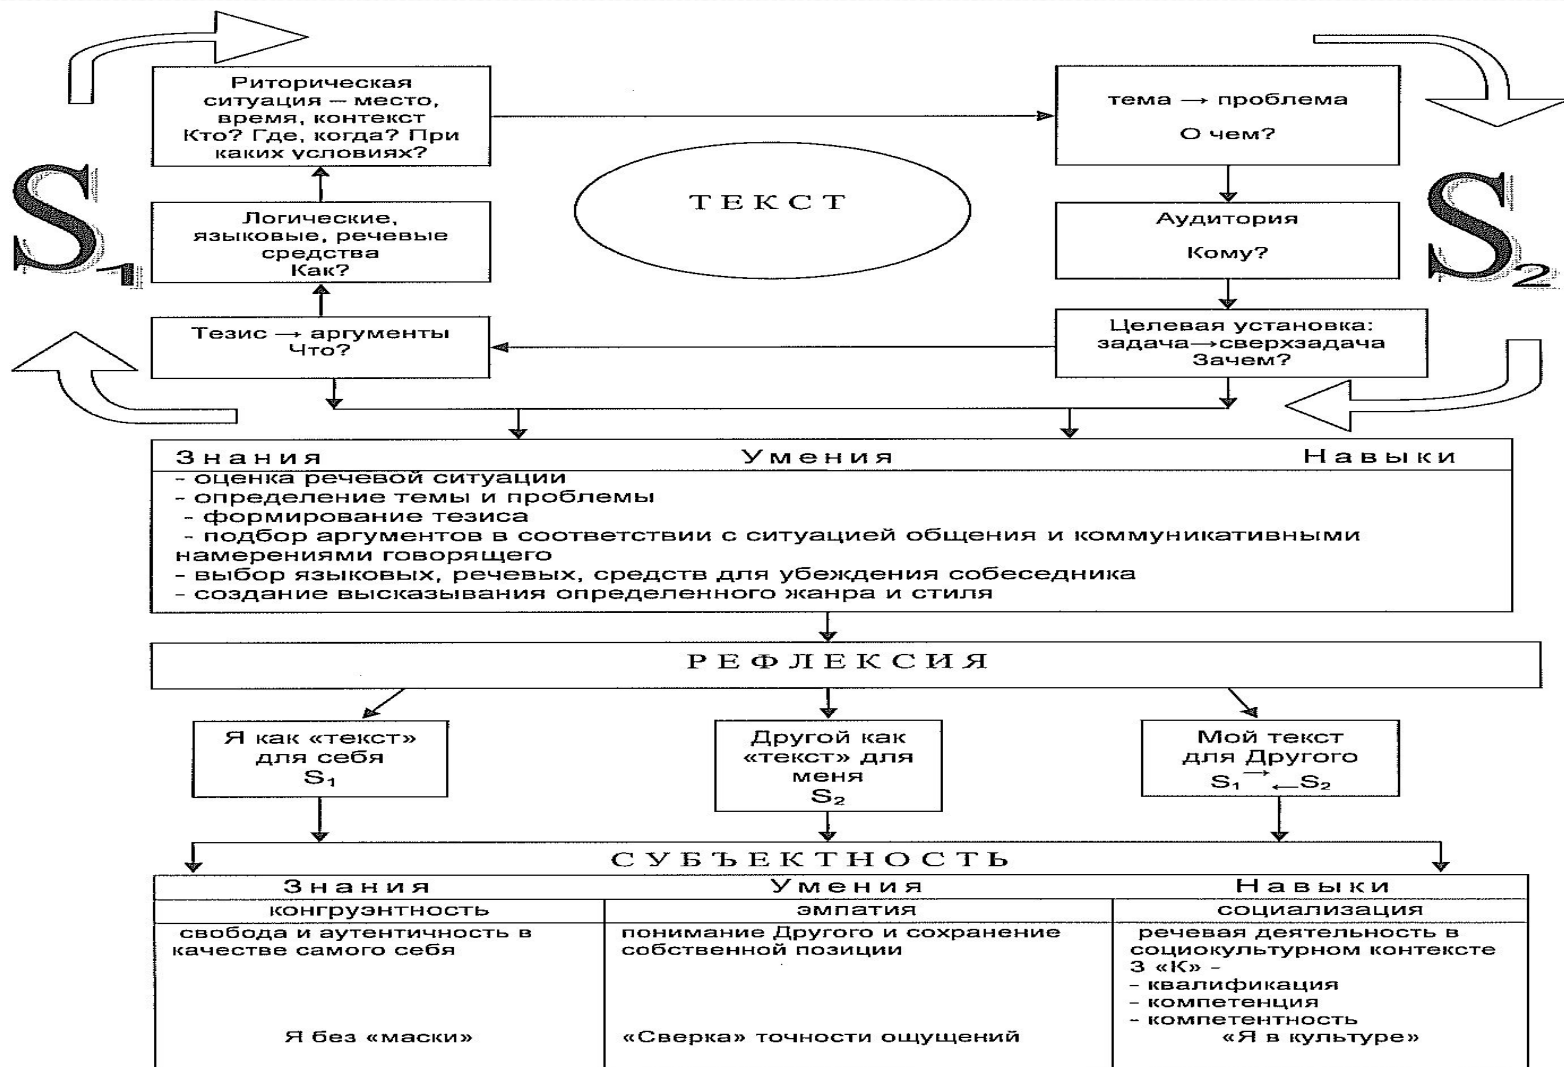 S1
Риторическая
ситуация – место,
время, контекст
Кто? Где, когда? При
каких условиях?
тема → проблема
О чем?
ТЕКСТ
S2
Логические,
языковые, речевые
средства
Как?
Аудитория
Кому?
Тезис → аргументы
Что?
Целевая установка:
задача→сверхзадача
Зачем?
Знания Умения Навыки
- оценка речевой ситуации
- определение темы и проблемы
- формирование тезиса
- подбор аргументов в соответствии с ситуацией общения и коммуникативными
намерениями говорящего
- выбор языковых, речевых, средств для убеждения собеседника
- создание высказывания определенного жанра и стиля
РЕФЛЕКСИЯ
Я как «текст»
для себя
S1
Другой как
«текст» для
меня
S2
Мой текст
для Другого
S1 → ← S2
СУБЪЕКТНОСТЬ
Знания Умения Навыки
конгруэнтность эмпатия социализация
свобода и аутентичность в
качестве самого себя
Я без «маски»
понимание Другого и сохранение
собственной позиции
«Сверка» точности ощущений
речевая деятельность в
социокультурном контексте
3 «К» -
- квалификация
- компетенция
- компетентность
«Я в культуре»